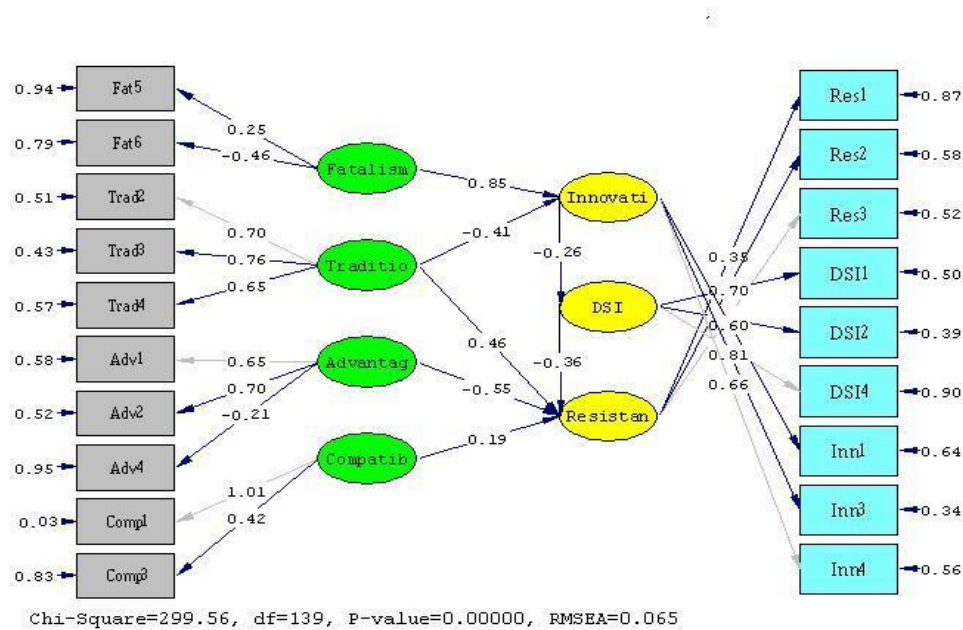 0.94 Fat5 0.25
0.79 Fat6 -0.46
0.51 Trad2 0.70
0.43 Trad3 0.76
0.57 Trad4 0.65
0.58 Adv1 0.65
0.52 Adv2 0.70
0.95 Adv4 -0.21
0.03 Comp1 1.01
0.83 Comp3 0.42
Fatalism 0.85
Traditio -0.41
0.46
Advantag -0.55
Compatib 0.19
Innovati
-0.26
DSI
-0.36
Resistan
0.35
0.70
0.60
0.81
0.66
Res1 0.87
Res2 0.58
Res3 0.52
DSI1 0.50
DSI2 0.39
DSI4 0.90
Inn1 0.64
Inn3 0.34
Inn4 0.56
Chi-Square=299.56, df=139, P-value=0.00000, RMSEA=0.065